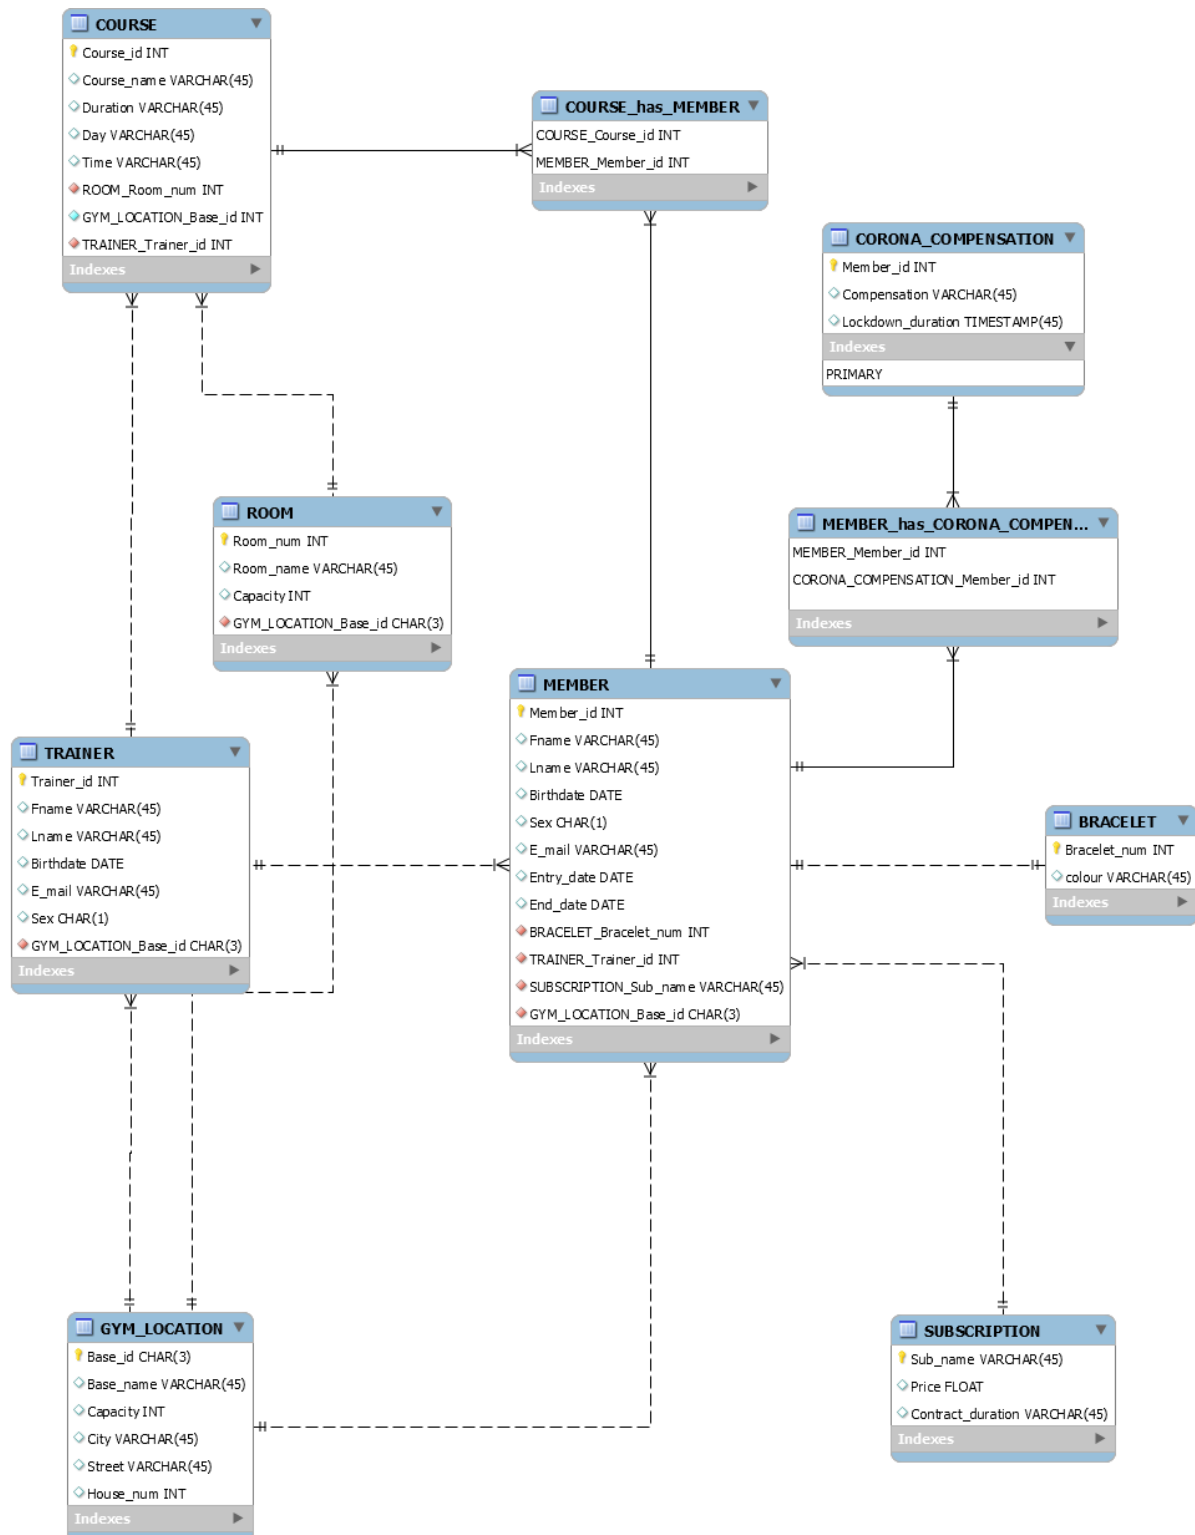 COURSE
Course_id INT
Course_name VARCHAR(45)
Duration VARCHAR(45)
Day VARCHAR(45)
Time VARCHAR(45)
ROOM_Room_num INT
GYM_LOCATION_Base_id INT
TRAINER_Trainer_id INT
Indexes
COURSE_has_MEMBER
COURSE_Course_id INT
MEMBER_Member_id INT
Indexes
CORONA_COMPENSATION
Member_id INT
Compensation VARCHAR(45)
Lockdown_duration TIMESTAMP(45)
Indexes
PRIMARY
ROOM
Room_num INT
Room_name VARCHAR(45)
Capacity INT
GYM_LOCATION_Base_id CHAR(3)
Indexes
MEMBER_has_CORONA_COMPEN...
MEMBER_Member_id INT
CORONA_COMPENSATION_Member_id INT
Indexes
TRAINER
Trainer_id INT
Fname VARCHAR(45)
Lname VARCHAR(45)
Birthdate DATE
E_mail VARCHAR(45)
Sex CHAR(1)
GYM_LOCATION_Base_id CHAR(3)
Indexes
MEMBER
Member_id INT
Fname VARCHAR(45)
Lname VARCHAR(45)
Birthdate DATE
Sex CHAR(1)
E_mail VARCHAR(45)
Entry_date DATE
End_date DATE
BRACELET_Bracelet_num INT
TRAINER_Trainer_id INT
SUBSCRIPTION_Sub_name VARCHAR(45)
GYM_LOCATION_Base_id CHAR(3)
Indexes
BRACELET
Bracelet_num INT
colour VARCHAR(45)
Indexes
GYM_LOCATION
Base_id CHAR(3)
Base_name VARCHAR(45)
Capacity INT
City VARCHAR(45)
Street VARCHAR(45)
House_num INT
Indexes
SUBSCRIPTION
Sub_name VARCHAR(45)
Price FLOAT
Contract_duration VARCHAR(45)
Indexes